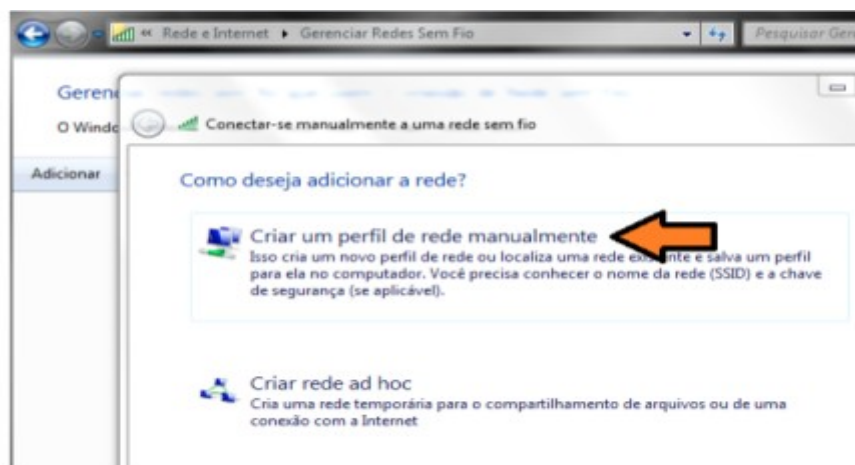 « Rede e Internet ▸ Gerenciar Redes Sem Fio
Pesquisar Ger
Geren
O Windo
Conectar-se manualmente a uma rede sem fio
Adicionar
Como deseja adicionar a rede?
Criar um perfil de rede manualmente
Isso cria um novo perfil de rede ou localiza uma rede existente e salva um perfil
para ela no computador. Você precisa conhecer o nome da rede (SSID) e a chave
de segurança (se aplicável).
Criar rede ad hoc
Cria uma rede temporária para o compartilhamento de arquivos ou de uma
conexão com a Internet